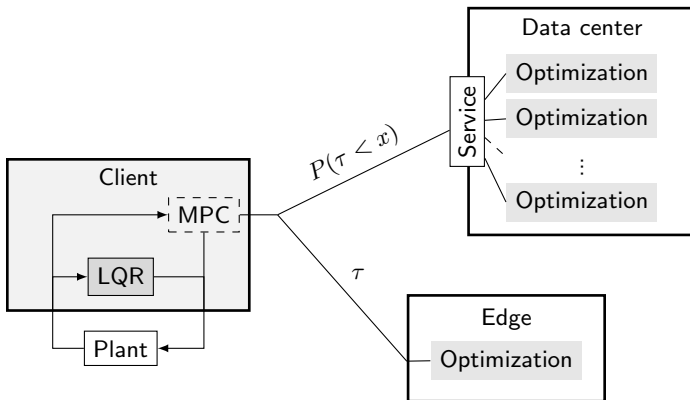 Data center
Optimization
Optimization
⋮
Optimization
Service
P(τ < x)
Client
MPC
LQR
Plant
τ
Edge
Optimization